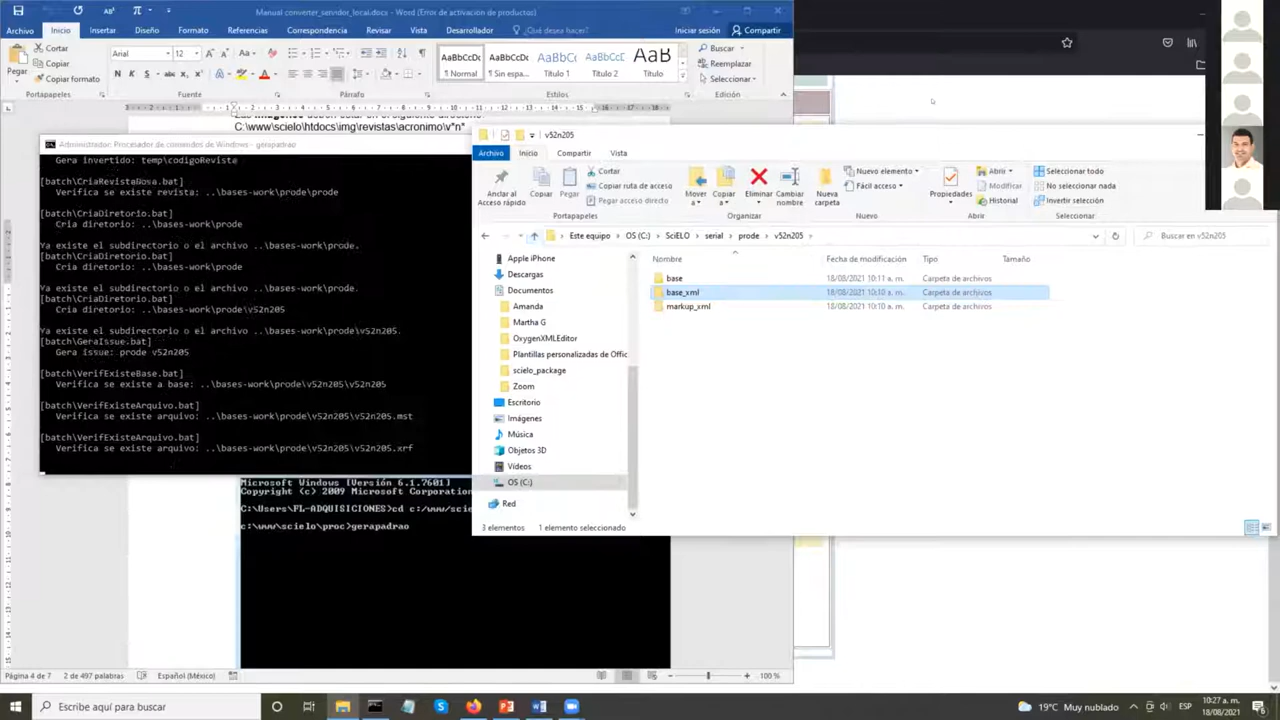 Manual converter_servidor_local.docx - Word (Error de activación de productos)
Archivo Inicio Insertar Diseño Formato Referencias Correspondencia Revisar Vista Desarrollador ¿Qué desea hacer? Iniciar sesión Compartir
Pegar
Cortar
Copiar
Copiar formato
Portapapeles
Arial 12
Fuente
Párrafo
AaBbCcDc AaBbCcDc AaBbC AaBbCcC AaB
Normal Sin espa... Título 1 Título 2 Título
Estilos
Buscar
Reemplazar
Seleccionar
Edición
Las imágenes deben estar en el siguiente directorio:
C:\www\scielo\htdocs\img\revistas\acronimo\v*n*
Administrador: Procesador de comandos de Windows - gerapadrao
Gera invertido: temp\codigoRevista
[batch\CriaRevistaNova.bat]
Verifica se existe revista: ..\bases-work\prode\prode
[batch\CriaDiretorio.bat]
Cria diretorio: ..\bases-work\prode
Ya existe el subdirectorio o el archivo ..\bases-work\prode.
[batch\CriaDiretorio.bat]
Cria diretorio: ..\bases-work\prode
Ya existe el subdirectorio o el archivo ..\bases-work\prode.
[batch\CriaDiretorio.bat]
Cria diretorio: ..\bases-work\prode\v52n205
Ya existe el subdirectorio o el archivo ..\bases-work\prode\v52n205.
[batch\GeraIssue.bat]
Gera issue: prode v52n205
[batch\VerifExisteBase.bat]
Verifica se existe a base: ..\bases-work\prode\v52n205\v52n205
[batch\VerifExisteArquivo.bat]
Verifica se existe arquivo: ..\bases-work\prode\v52n205\v52n205.mst
[batch\VerifExisteArquivo.bat]
Verifica se existe arquivo: ..\bases-work\prode\v52n205\v52n205.xrf
Microsoft Windows [Versión 6.1.7601]
Copyright (c) 2009 Microsoft Corporation
C:\Users\FL-ADQUISICIONES>cd c:/www/scie
c:\www\scielo\proc>gerapadrao
v52n205
Archivo Inicio Compartir Vista
Anclar al
Acceso rápido
Copiar
Pegar
Cortar
Copiar ruta de acceso
Pegar acceso directo
Portapapeles
Mover
a
Copiar
a
Eliminar
Cambiar
nombre
Organizar
Nueva
carpeta
Nuevo elemento
Fácil acceso
Nuevo
Propiedades
Abrir
Modificar
Historial
Abrir
Seleccionar todo
No seleccionar nada
Invertir selección
Seleccionar
Este equipo > OS (C:) > SciELO > serial > prode > v52n205
Buscar en v52n205
Apple iPhone
Descargas
Documentos
Amanda
Martha G
OxygenXMLEditor
Plantillas personalizadas de Offic
scielo_package
Zoom
Escritorio
Imágenes
Música
Objetos 3D
Vídeos
OS (C:)
Red
Nombre Fecha de modificación Tipo Tamaño
base 18/08/2021 10:11 a. m. Carpeta de archivos
base_xml 18/08/2021 10:10 a. m. Carpeta de archivos
markup_xml 18/08/2021 10:10 a. m. Carpeta de archivos
3 elementos 1 elemento seleccionado
Página 4 de 7 2 de 497 palabras Español (México) 100 %
Escribe aquí para buscar
19°C Muy nublado ESP 10:27 a. m.
18/08/2021